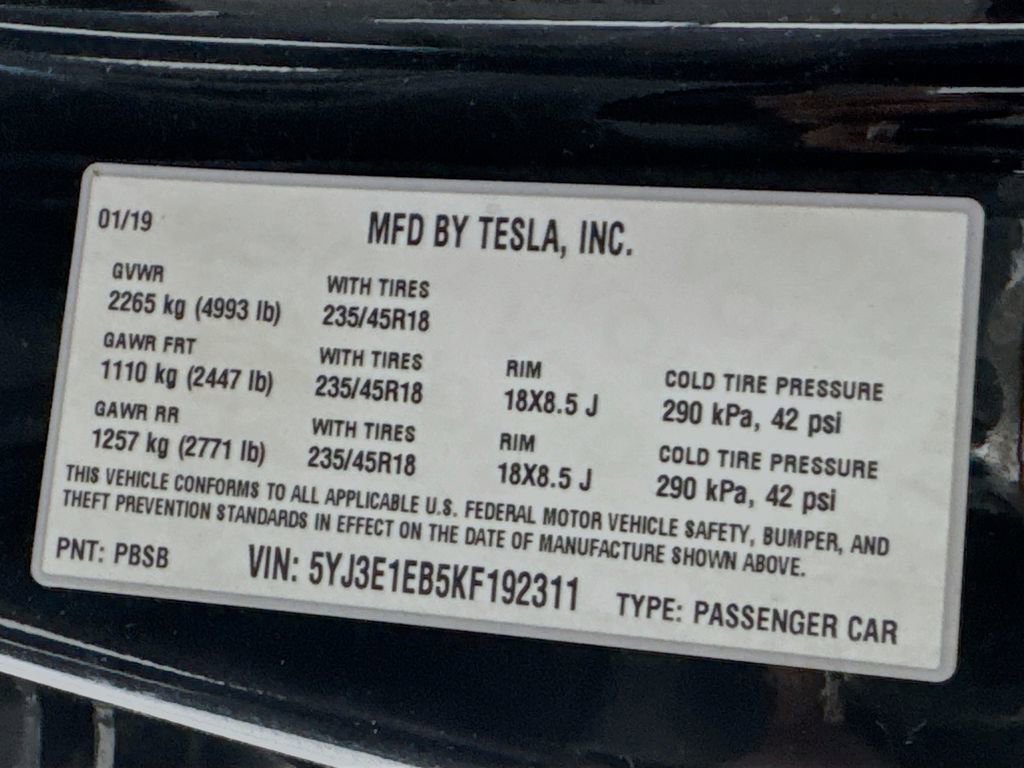 01/19 MFD BY TESLA, INC.
GVWR WITH TIRES
2265 kg (4993 lb) 235/45R18
GAWR FRT WITH TIRES RIM COLD TIRE PRESSURE
1110 kg (2447 lb) 235/45R18 18X8.5 J 290 kPa, 42 psi
GAWR RR WITH TIRES RIM COLD TIRE PRESSURE
1257 kg (2771 lb) 235/45R18 18X8.5 J 290 kPa, 42 psi
THIS VEHICLE CONFORMS TO ALL APPLICABLE U.S. FEDERAL MOTOR VEHICLE SAFETY, BUMPER, AND
THEFT PREVENTION STANDARDS IN EFFECT ON THE DATE OF MANUFACTURE SHOWN ABOVE.
PNT: PBSB VIN: 5YJ3E1EB5KF192311 TYPE: PASSENGER CAR